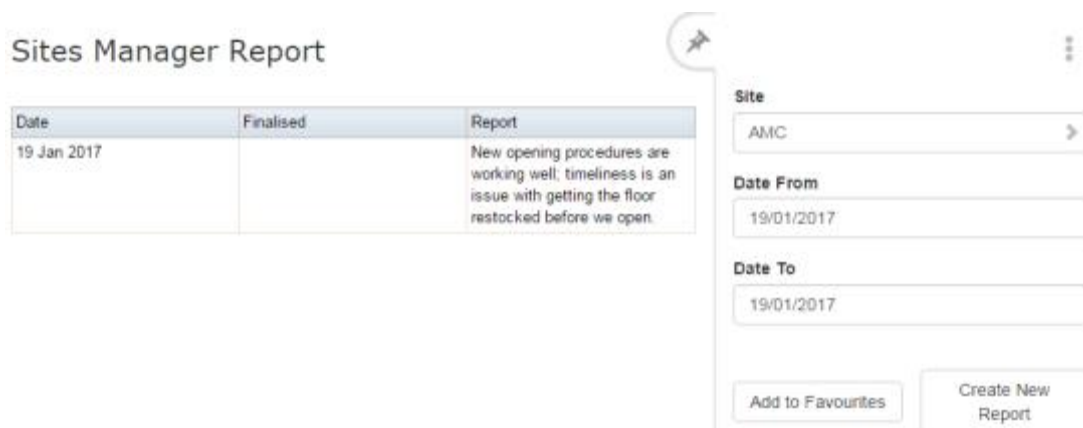 Sites Manager Report
Date Finalised Report
19 Jan 2017 New opening procedures are
working well; timeliness is an
issue with getting the floor
restocked before we open.
Site
AMC
Date From
19/01/2017
Date To
19/01/2017
Add to Favourites
Create New
Report